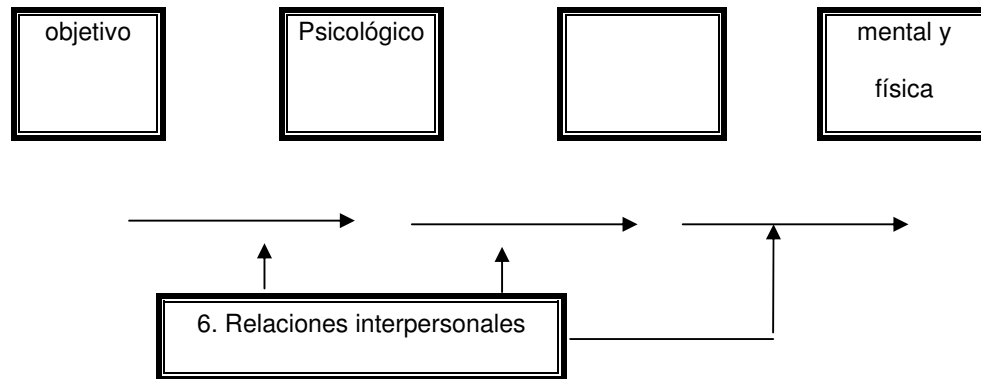 objetivo
Psicológico
mental y
física
6. Relaciones interpersonales